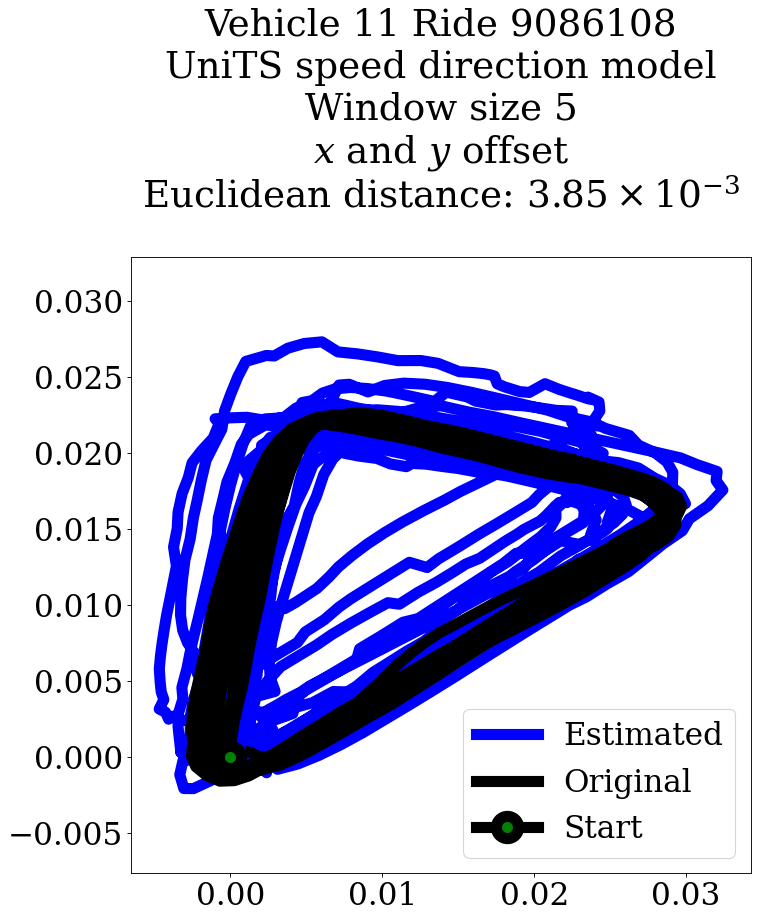 Vehicle 11 Ride 9086108
UniTS speed direction model
Window size 5
x and y offset
Euclidean distance: 3.85 × 10⁻³
0.030
0.025
0.020
0.015
0.010
0.005
0.000
−0.005
Estimated
Original
Start
0.00 0.01 0.02 0.03